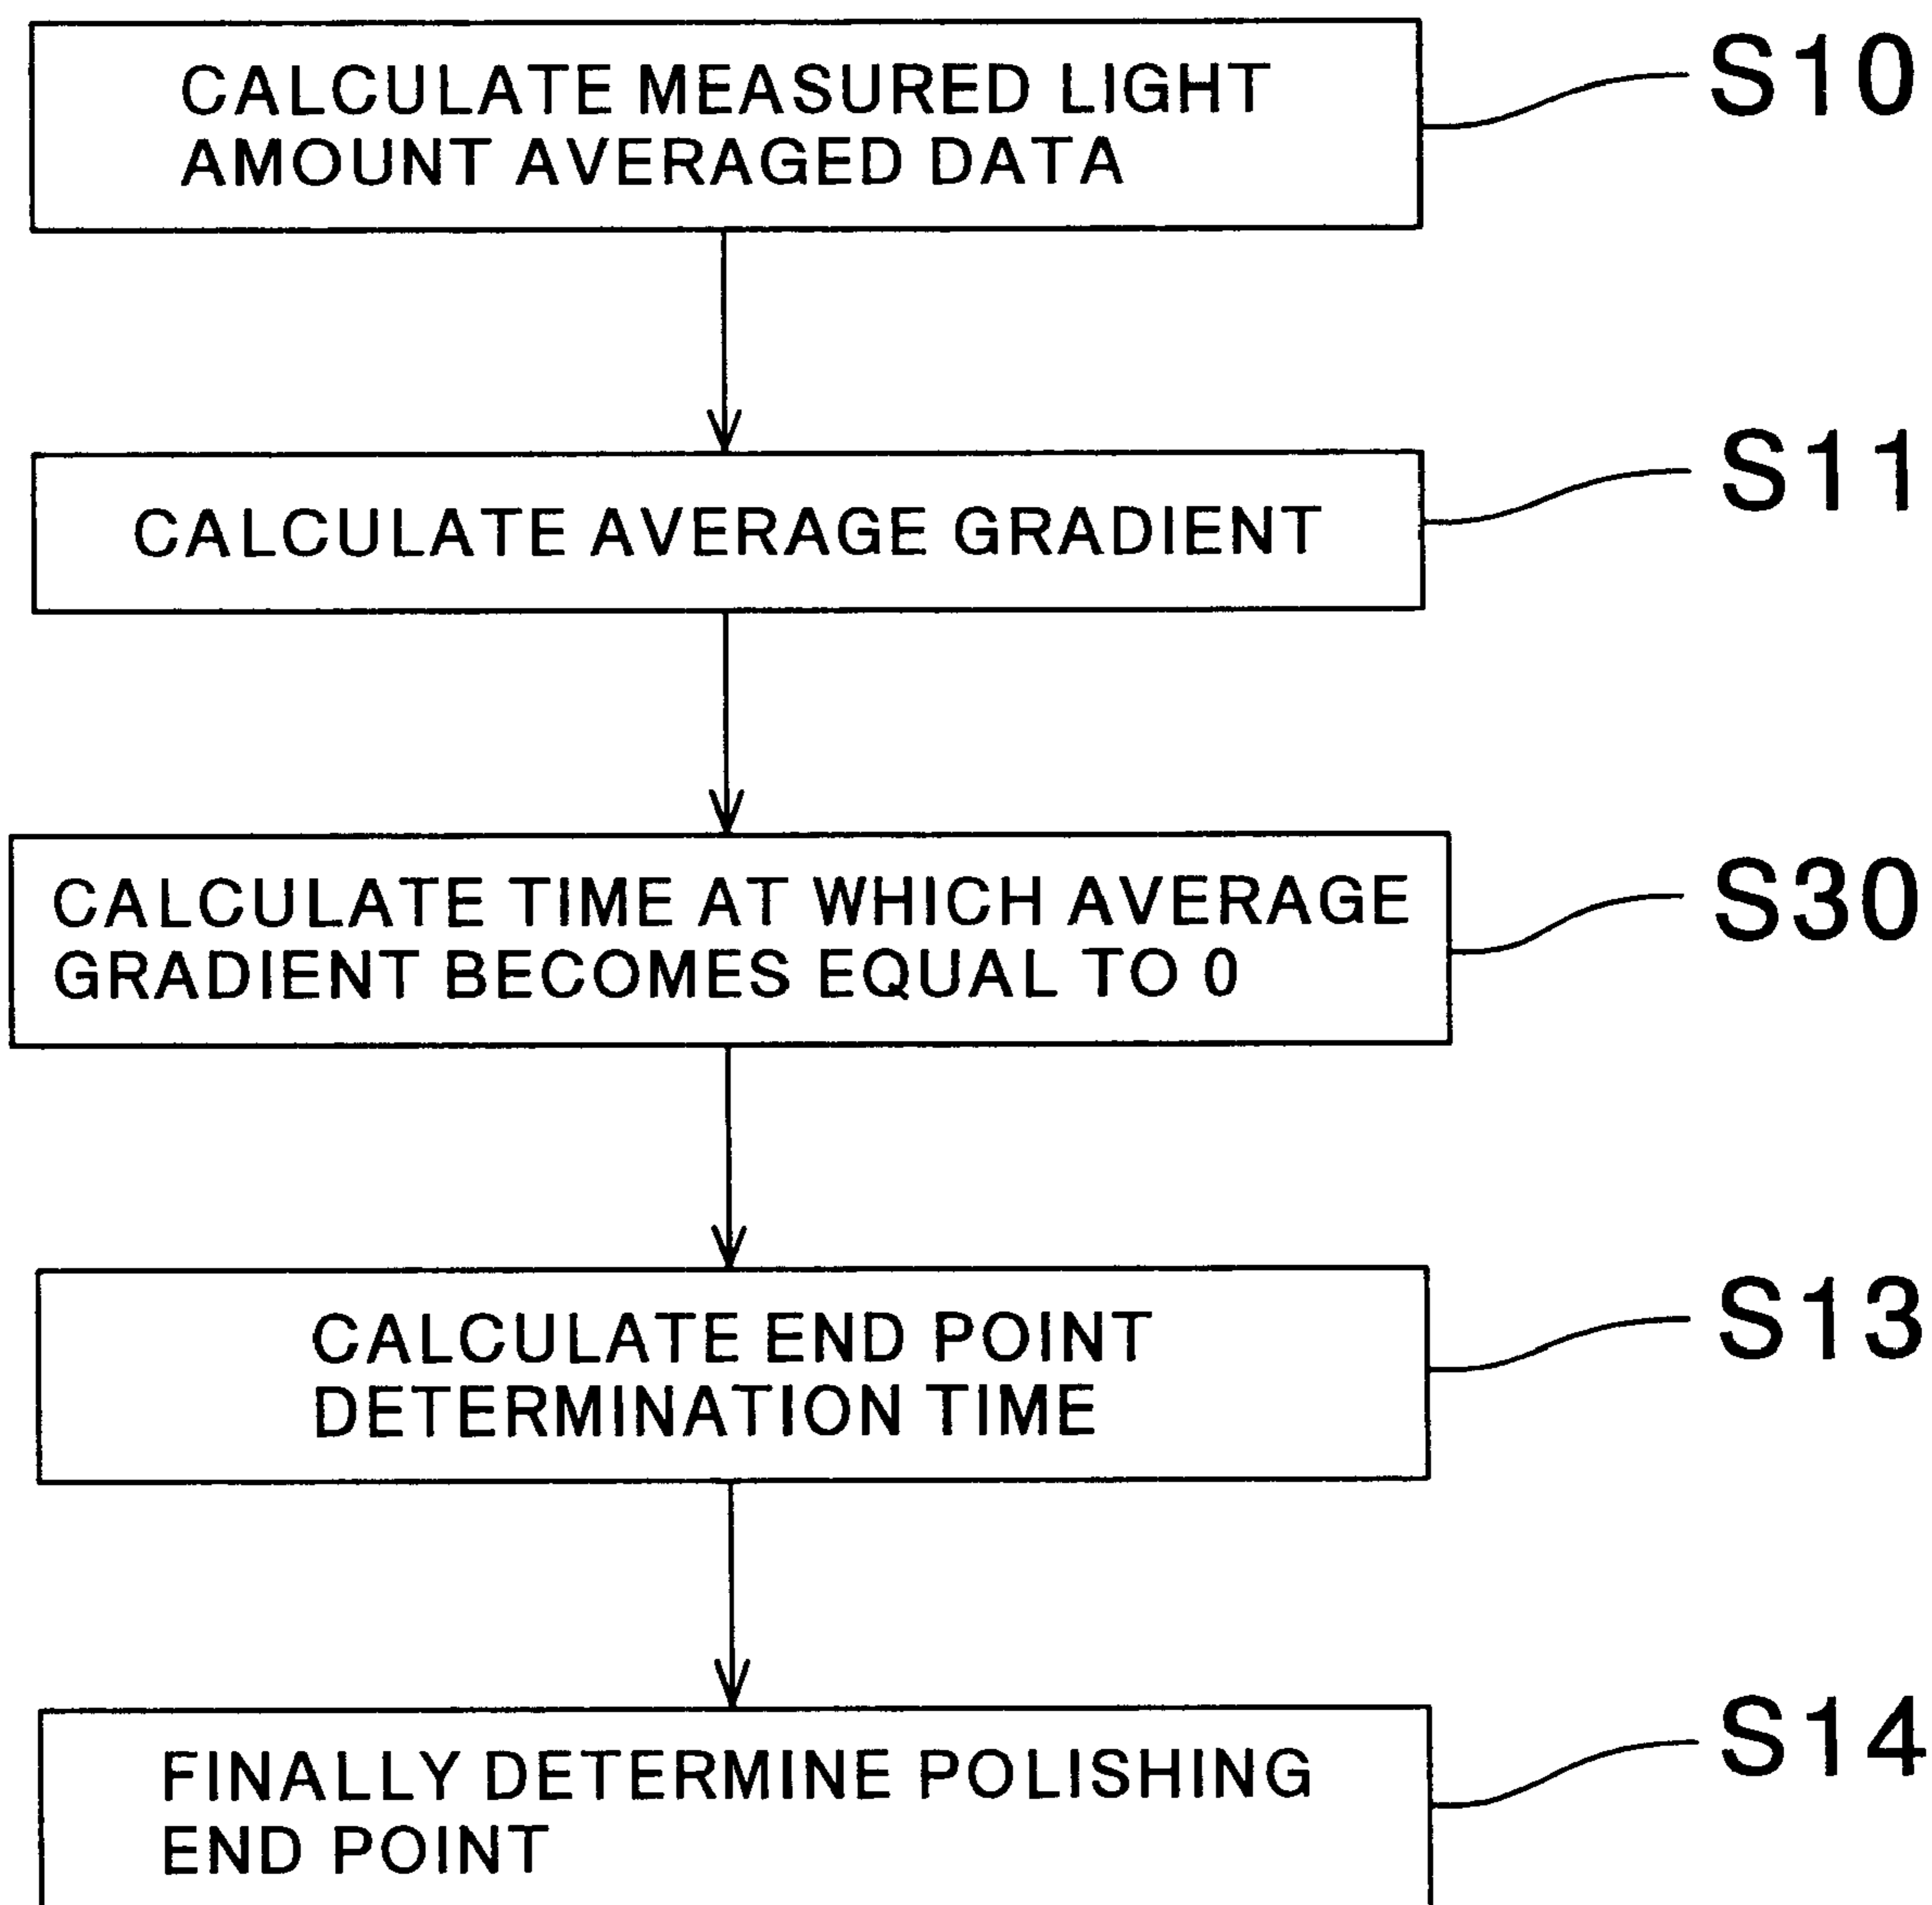 CALCULATE MEASURED LIGHT
AMOUNT AVERAGED DATA
S10
CALCULATE AVERAGE GRADIENT
S11
CALCULATE TIME AT WHICH AVERAGE
GRADIENT BECOMES EQUAL TO 0
S30
CALCULATE END POINT
DETERMINATION TIME
S13
FINALLY DETERMINE POLISHING
END POINT
S14